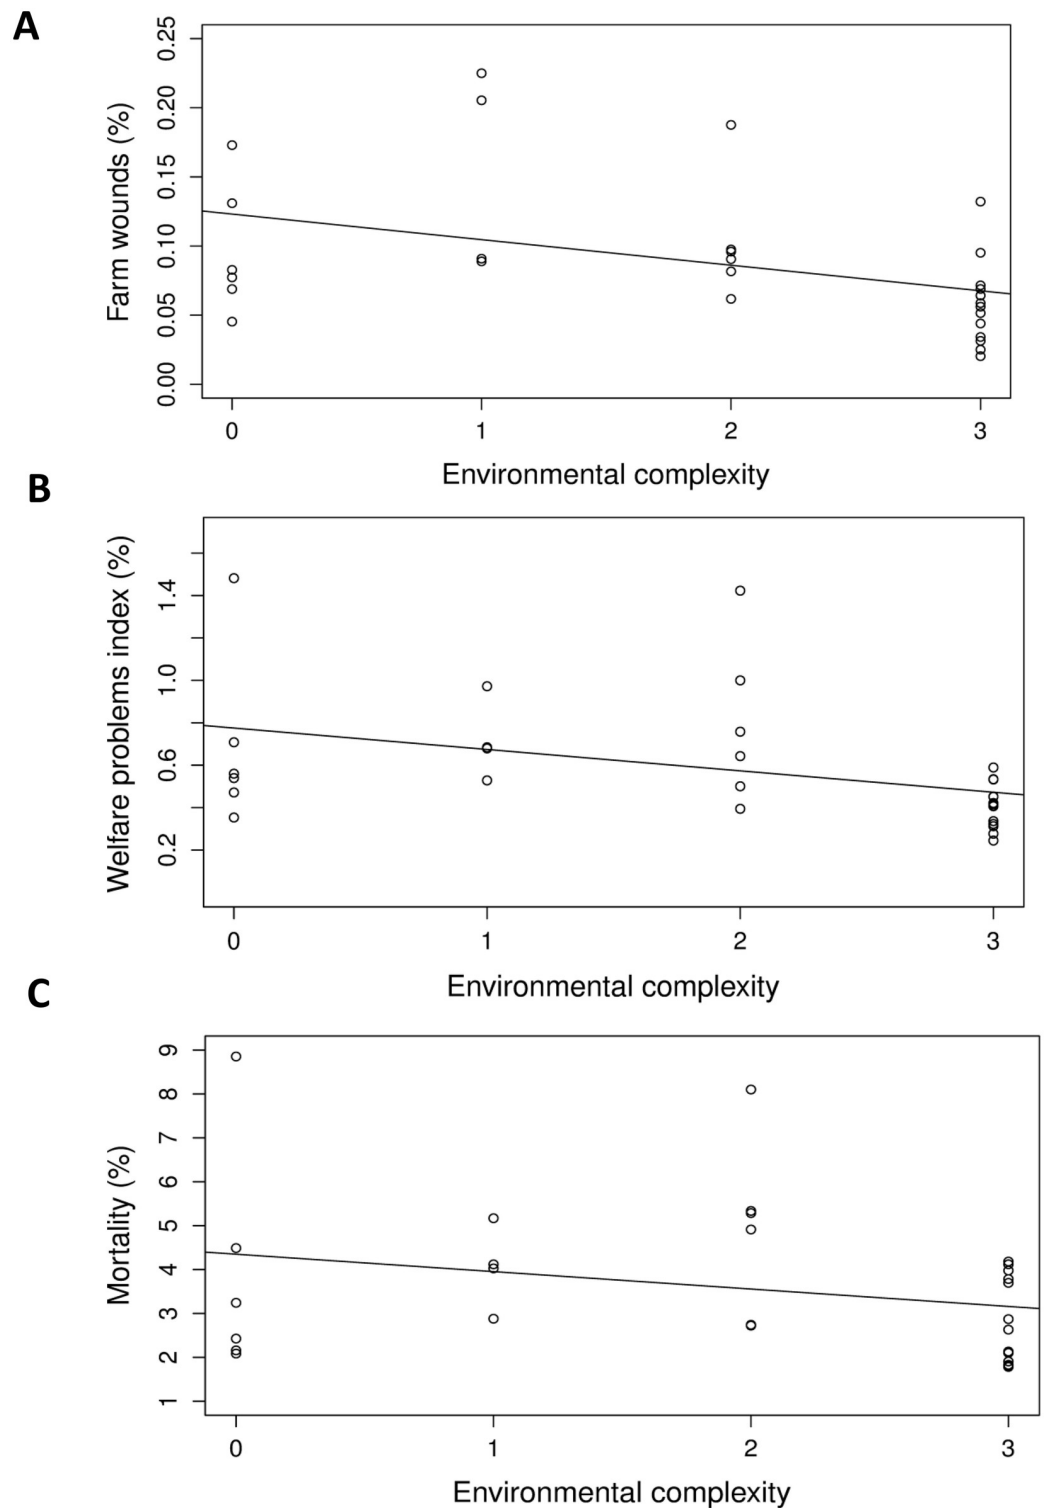 A
Farm wounds (%)
0.25
0.20
0.15
0.10
0.05
0.00
0 1 2 3
Environmental complexity
B
Welfare problems index (%)
1.4
1.0
0.6
0.2
0 1 2 3
Environmental complexity
C
Mortality (%)
9
8
7
6
5
4
3
2
1
0 1 2 3
Environmental complexity